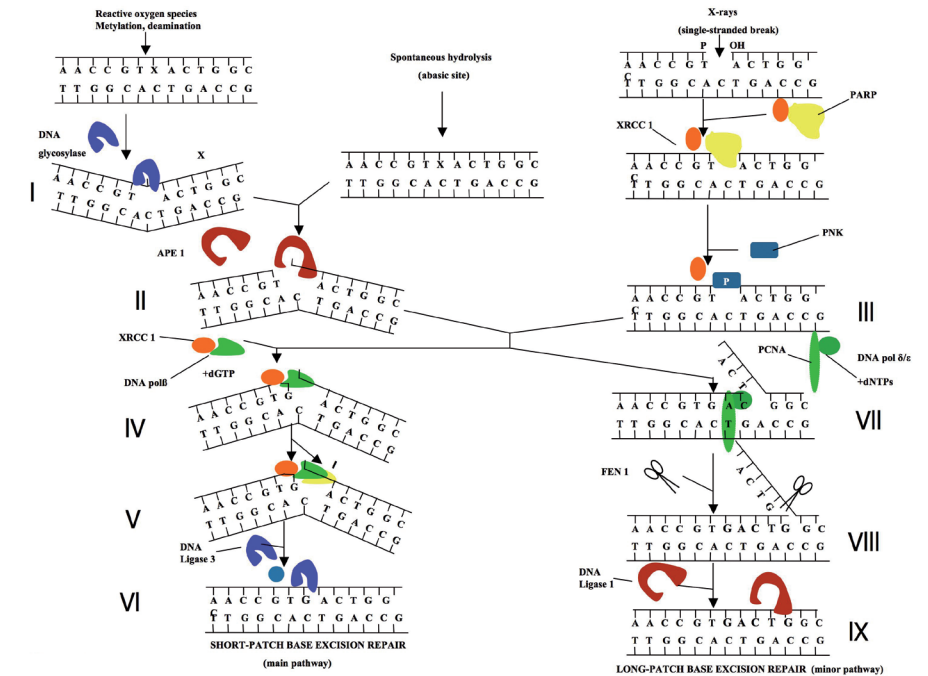 Reactive oxygen species
Metylation, deamination
A A C C G T X A C T G G C
T T G G C A C T G A C C G
DNA
glycosylase
X
I
A A C C G T A C T G G C
T T G G C A C T G A C C G
Spontaneous hydrolysis
(abasic site)
A A C C G T X A C T G G C
T T G G C A C T G A C C G
APE 1
II
A A C C G T A C T G G C
T T G G C A C T G A C C G
XRCC 1
DNA polß
+dGTP
IV
A A C C G T G A C T G G C
T T G G C A C T G A C C G
V
A A C C G T G A C T G G C
T T G G C A C T G A C C G
DNA
Ligase 3
VI
A A C C G T G A C T G G
C
T T G G C A C T G A C C G
SHORT-PATCH BASE EXCISION REPAIR
(main pathway)
X-rays
(single-stranded break)
P OH
A A C C G T A C T G G
C
T T G G C A C T G A C C G
PARP
XRCC 1
A A C C G T A C T G G
C
T T G G C A C T G A C C G
PNK
P
III
A A C C G T A C T G G
C
T T G G C A C T G A C C G
PCNA
DNA pol δ/ε
+dNTPs
A C T
VII
A A C C G T G A C G G C
T T G G C A C T G A C C G
FEN 1
A C T G
VIII
A A C C G T G A C T G G C
T T G G C A C T G A C C G
DNA
Ligase 1
IX
A A C C G T G A C T G G C
T T G G C A C T G A C C G
LONG-PATCH BASE EXCISION REPAIR (minor pathway)